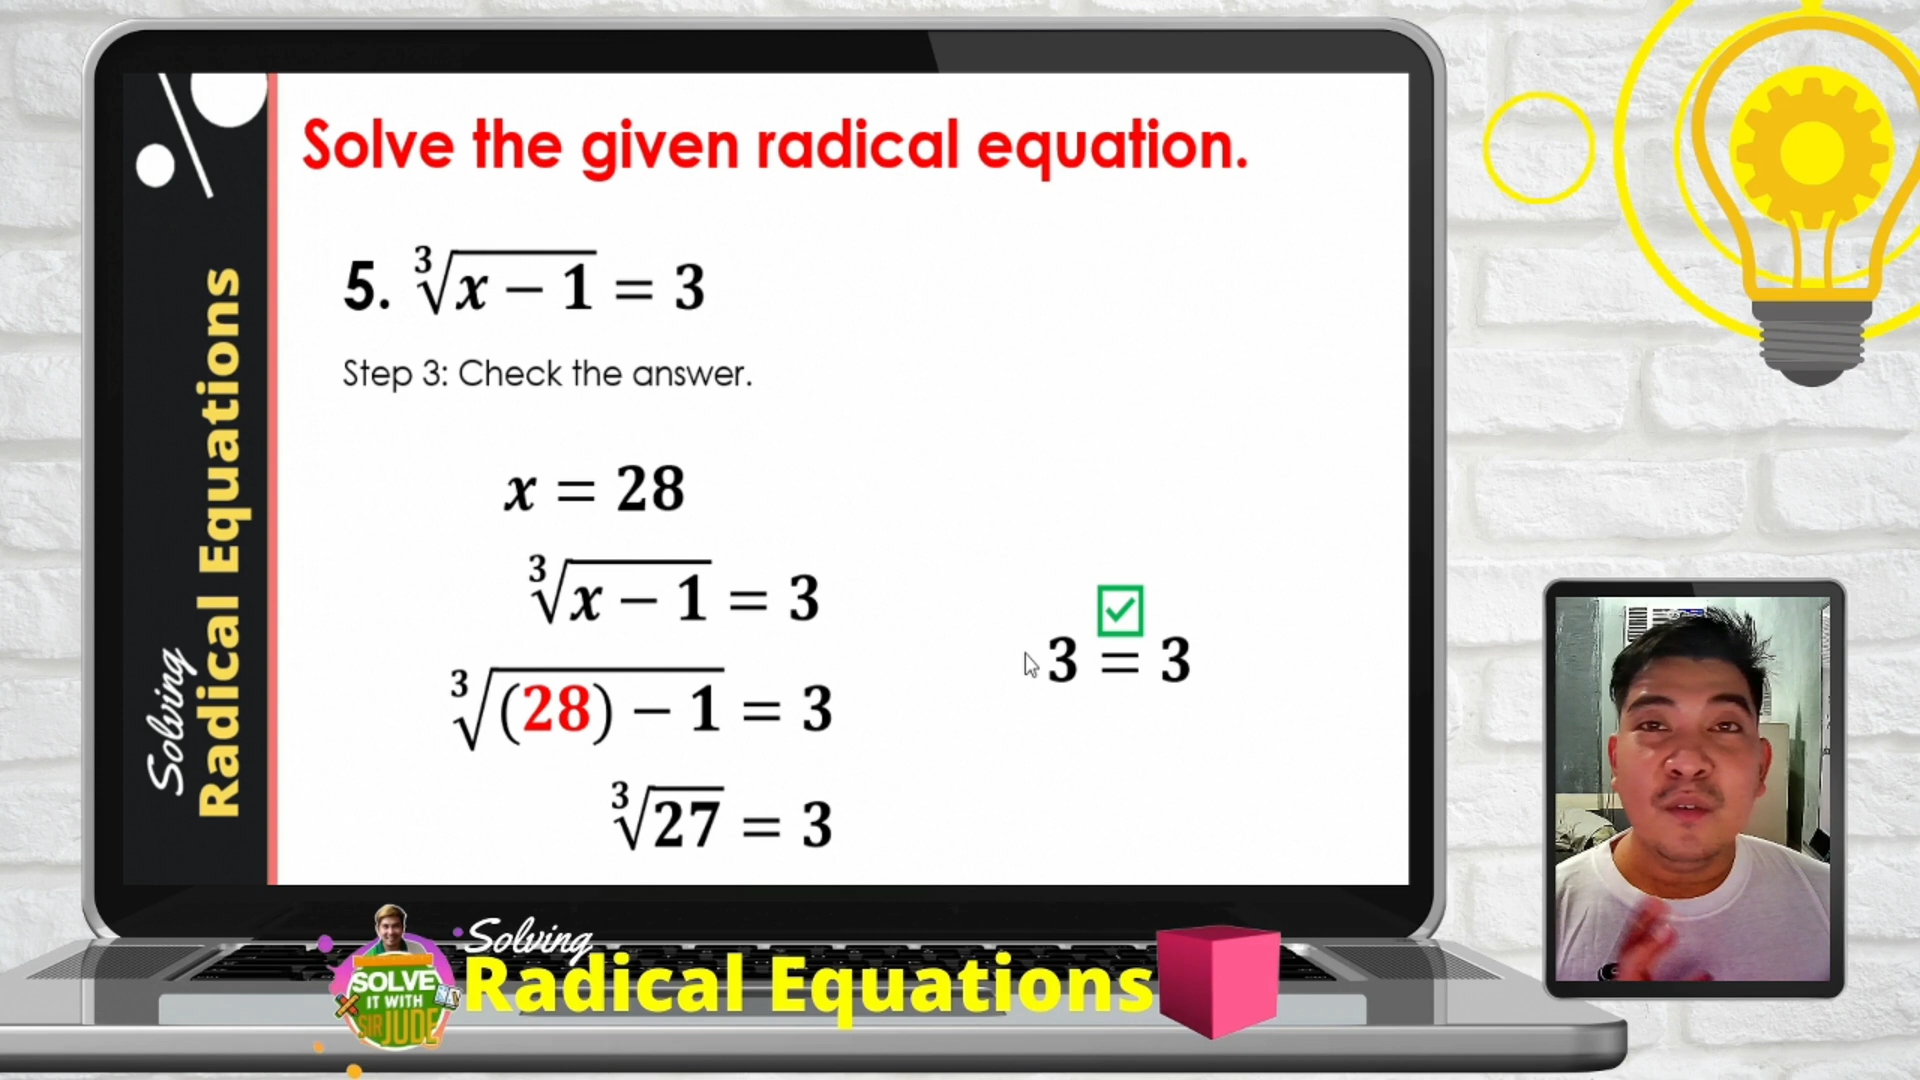 Solve the given radical equation.
5. ∛(x − 1) = 3
Step 3: Check the answer.
x = 28
∛(x − 1) = 3
∛((28) − 1) = 3
∛27 = 3
3 = 3
Solving
Radical Equations
Solving
Radical Equations
SOLVE
IT WITH
SIR JUDE